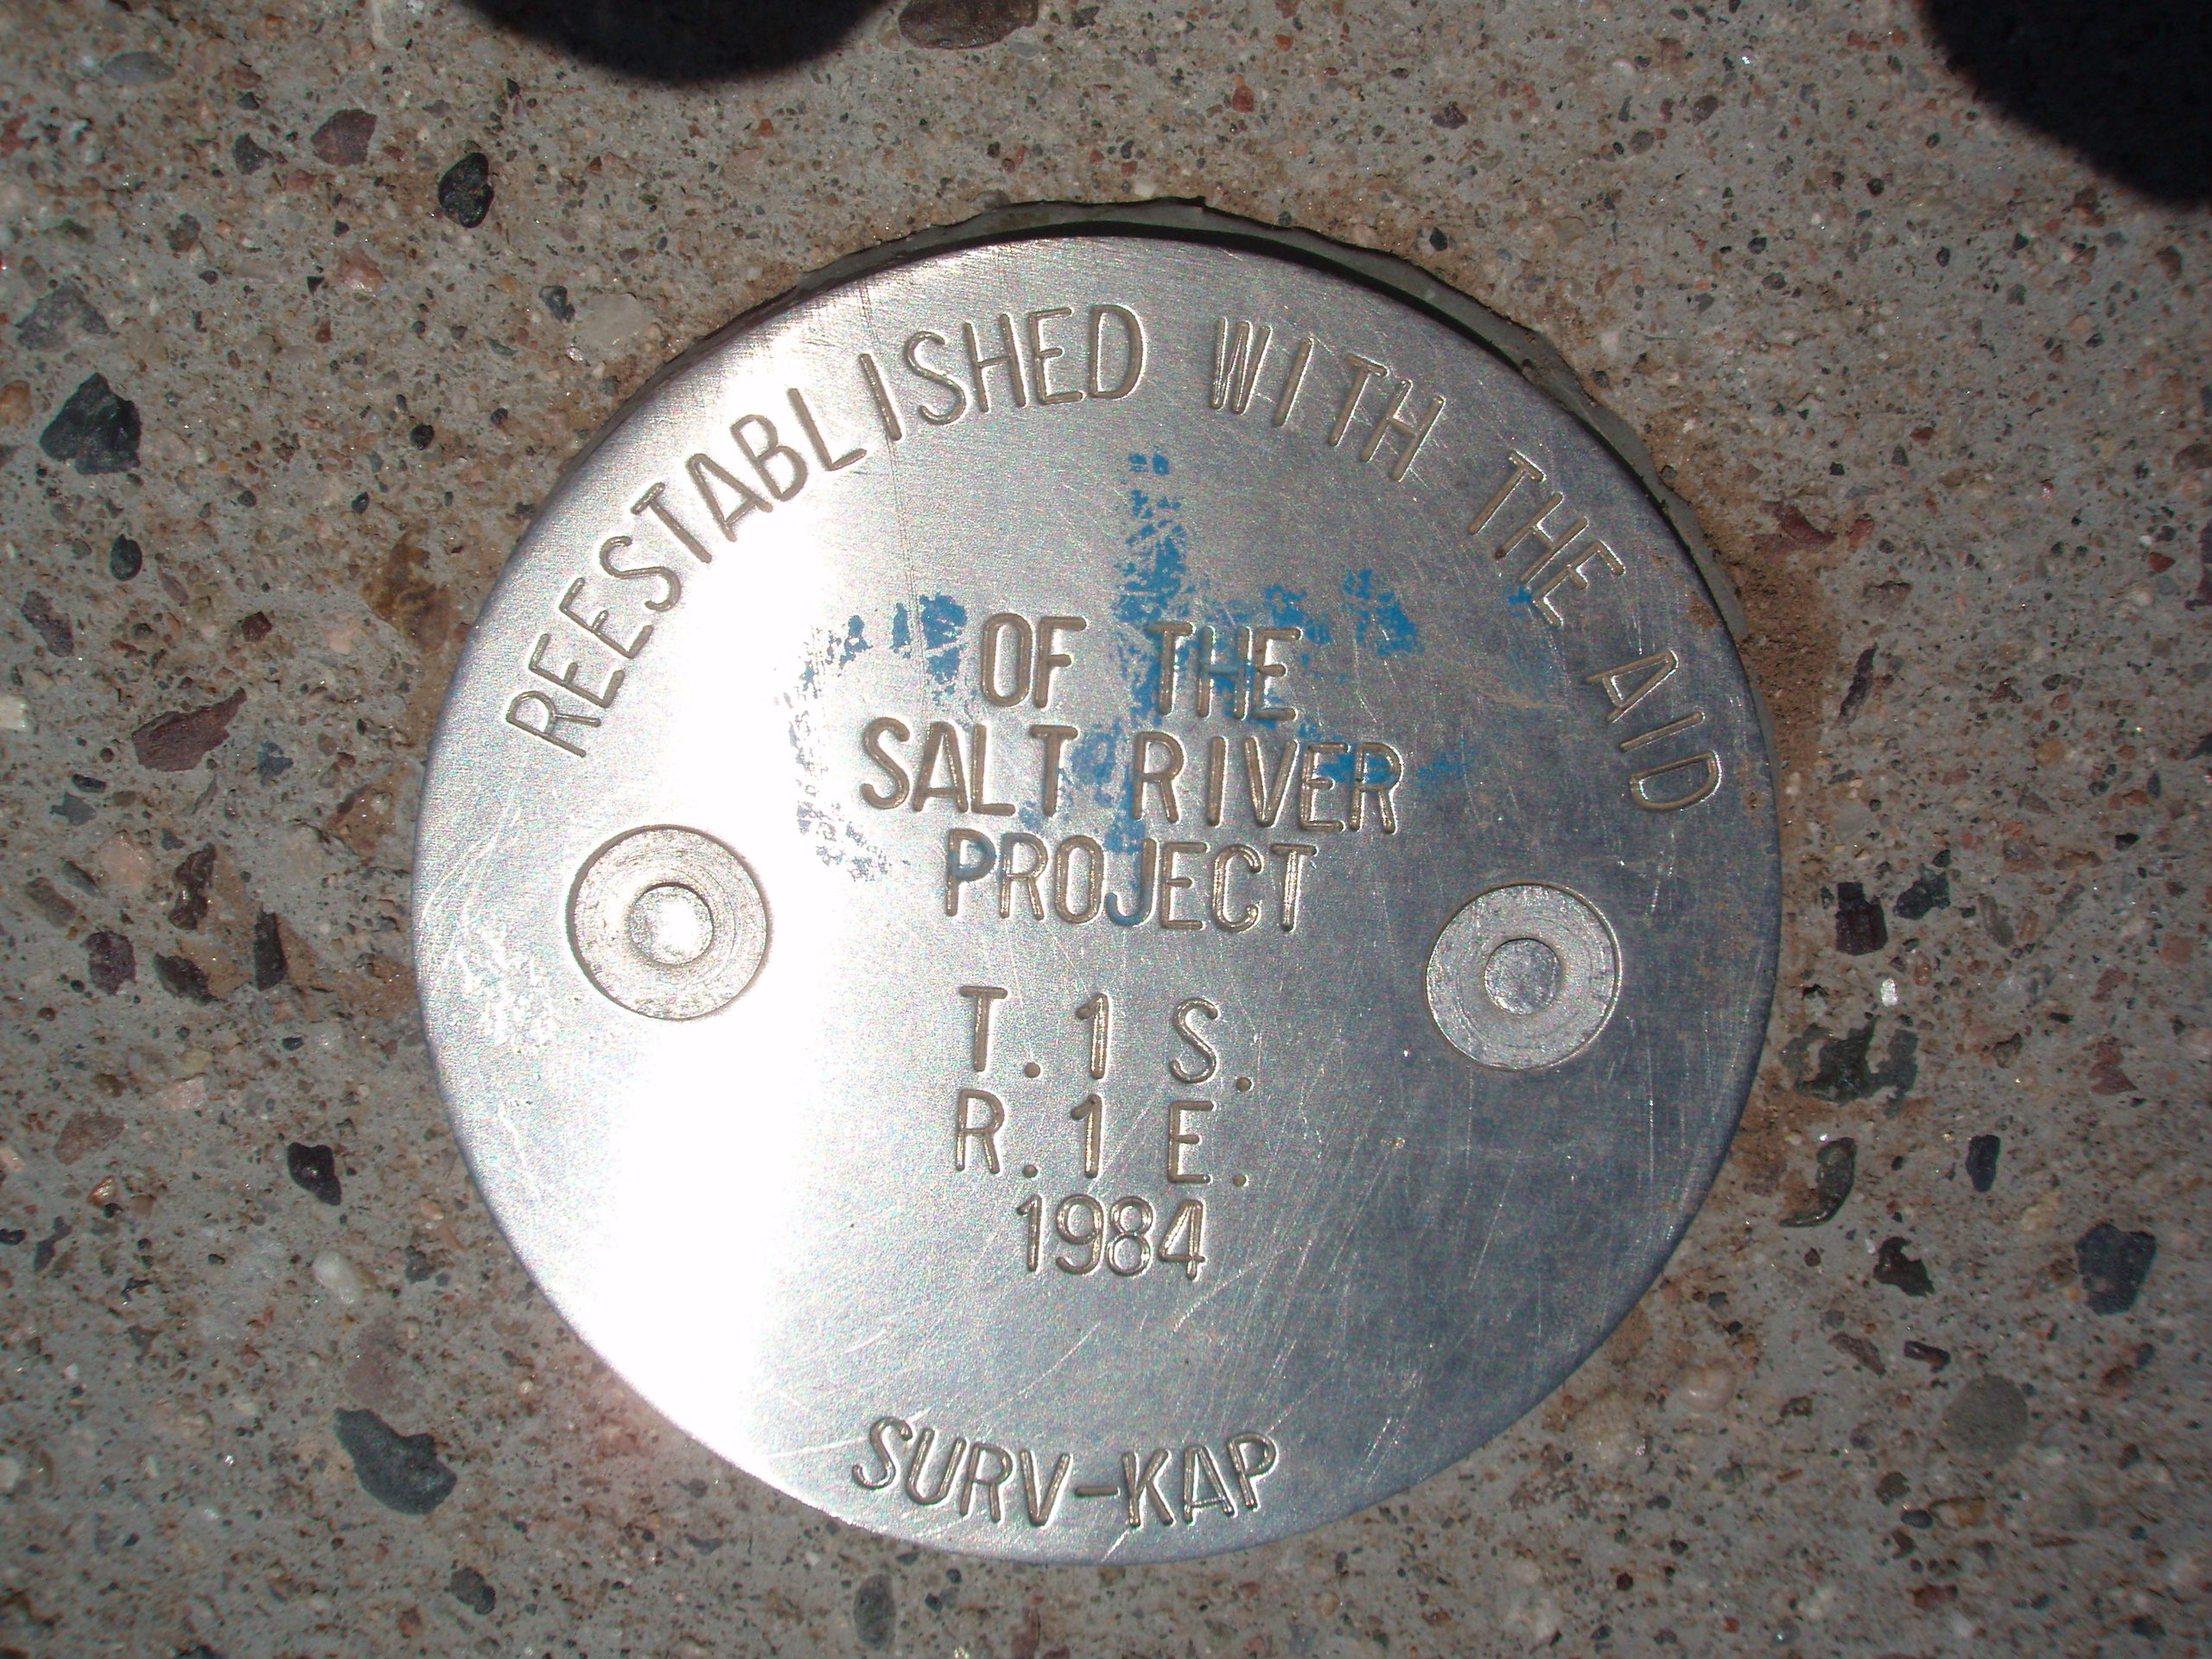 REESTABLISHED WITH THE AID
OF THE
SALT RIVER
PROJECT
T. 1 S.
R. 1 E.
1984
SURV-KAP